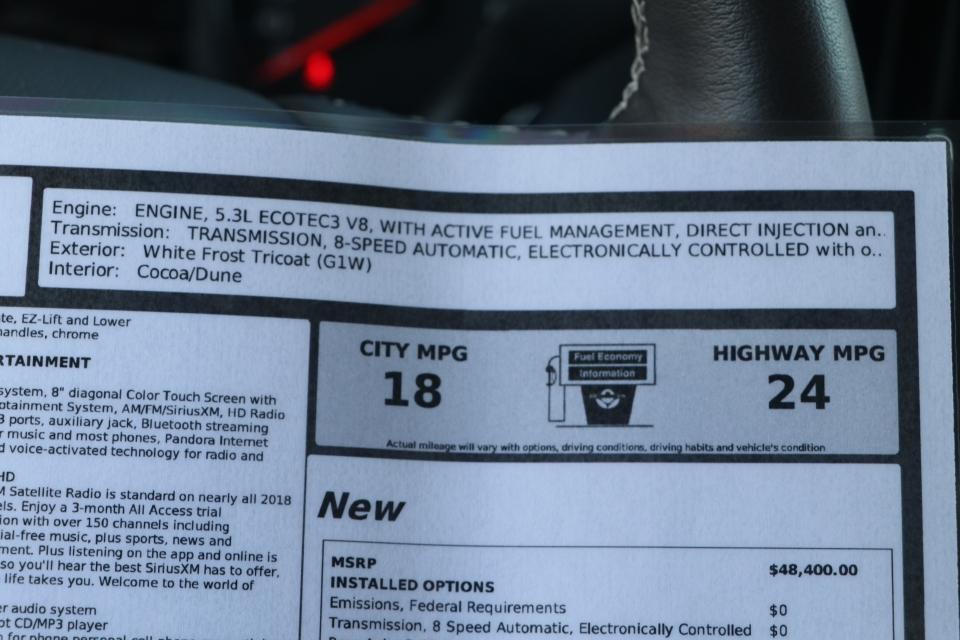 Engine: ENGINE, 5.3L ECOTEC3 V8, WITH ACTIVE FUEL MANAGEMENT, DIRECT INJECTION an..
Transmission: TRANSMISSION, 8-SPEED AUTOMATIC, ELECTRONICALLY CONTROLLED with o..
Exterior: White Frost Tricoat (G1W)
Interior: Cocoa/Dune
te, EZ-Lift and Lower
handles, chrome
RTAINMENT
system, 8" diagonal Color Touch Screen with
otainment System, AM/FM/SiriusXM, HD Radio
B ports, auxiliary jack, Bluetooth streaming
r music and most phones, Pandora Internet
d voice-activated technology for radio and
HD
M Satellite Radio is standard on nearly all 2018
els. Enjoy a 3-month All Access trial
ion with over 150 channels including
ial-free music, plus sports, news and
ment. Plus listening on the app and online is
so you'll hear the best SiriusXM has to offer,
life takes you. Welcome to the world of
er audio system
ot CD/MP3 player
CITY MPG
18
Fuel Economy
Information
HIGHWAY MPG
24
Actual mileage will vary with options, driving conditions, driving habits and vehicle's condition
New
MSRP $48,400.00
INSTALLED OPTIONS
Emissions, Federal Requirements $0
Transmission, 8 Speed Automatic, Electronically Controlled $0